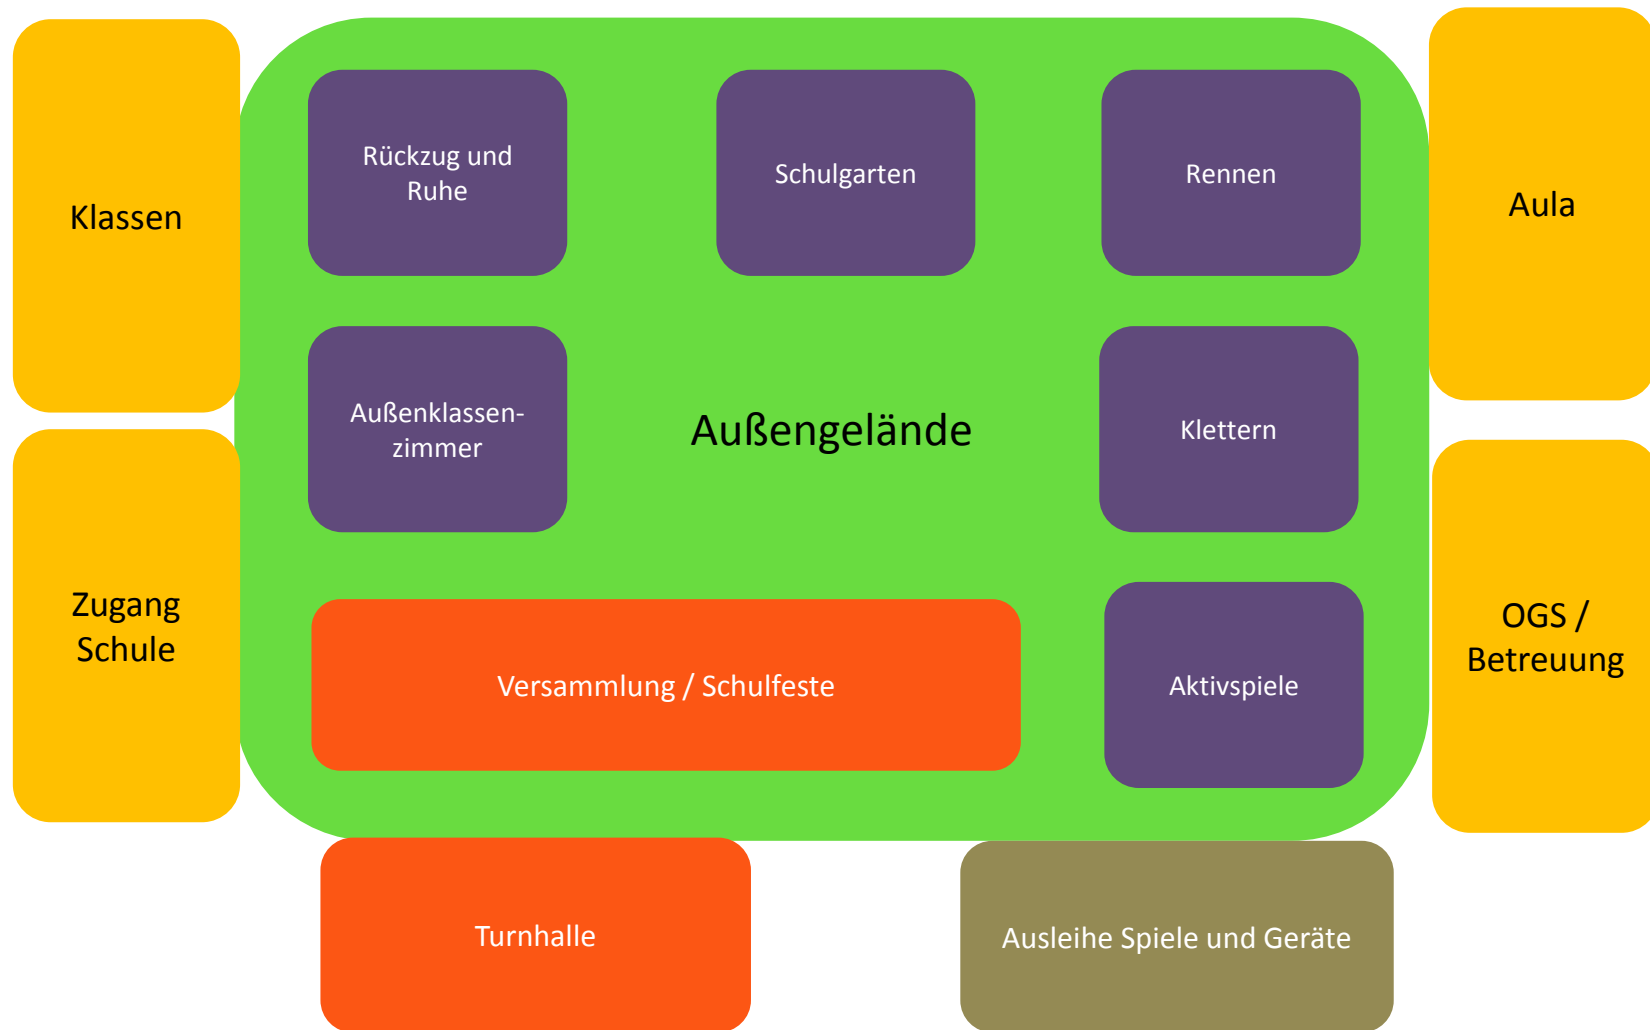 Klassen
Rückzug und
Ruhe
Schulgarten
Rennen
Aula
Außenklassen-
zimmer
Außengelände
Klettern
Zugang
Schule
Versammlung / Schulfeste
Aktivspiele
OGS /
Betreuung
Turnhalle
Ausleihe Spiele und Geräte